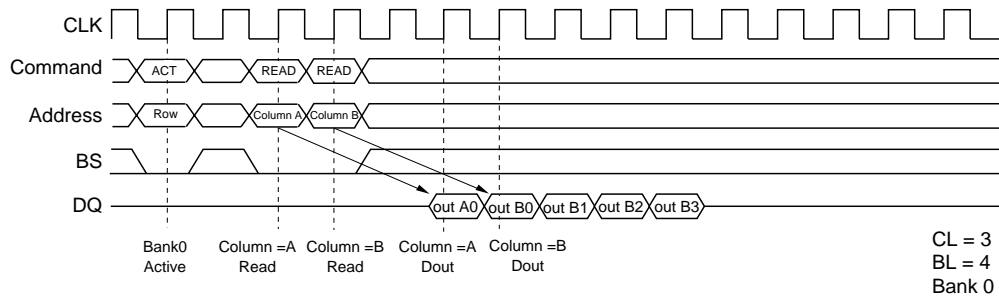 CLK
Command ACT READ READ
Address Row Column A Column B
BS
DQ out A0 out B0 out B1 out B2 out B3
Bank0 Column =A Column =B Column =A Column =B
Active Read Read Dout Dout
CL = 3
BL = 4
Bank 0